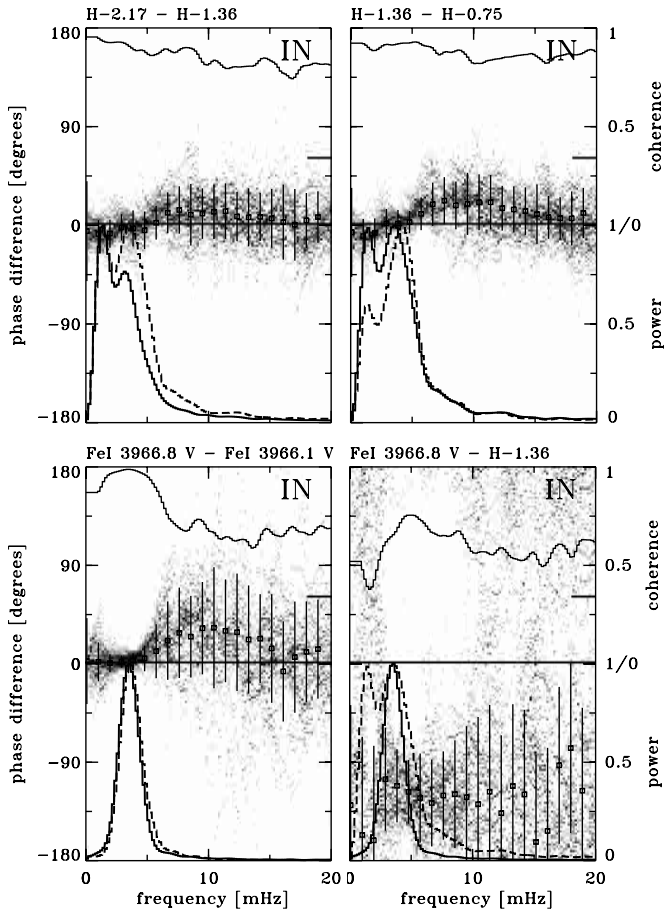 H-2.17 - H-1.36
H-1.36 - H-0.75
180
90
0
-90
-180
phase difference [degrees]
IN
IN
1
0.5
1/0
0.5
0
coherence
power
FeI 3966.8 V - FeI 3966.1 V
FeI 3966.8 V - H-1.36
180
90
0
-90
-180
phase difference [degrees]
IN
IN
1
0.5
1/0
0.5
0
coherence
power
0 10 20
0 10 20
frequency [mHz]
frequency [mHz]